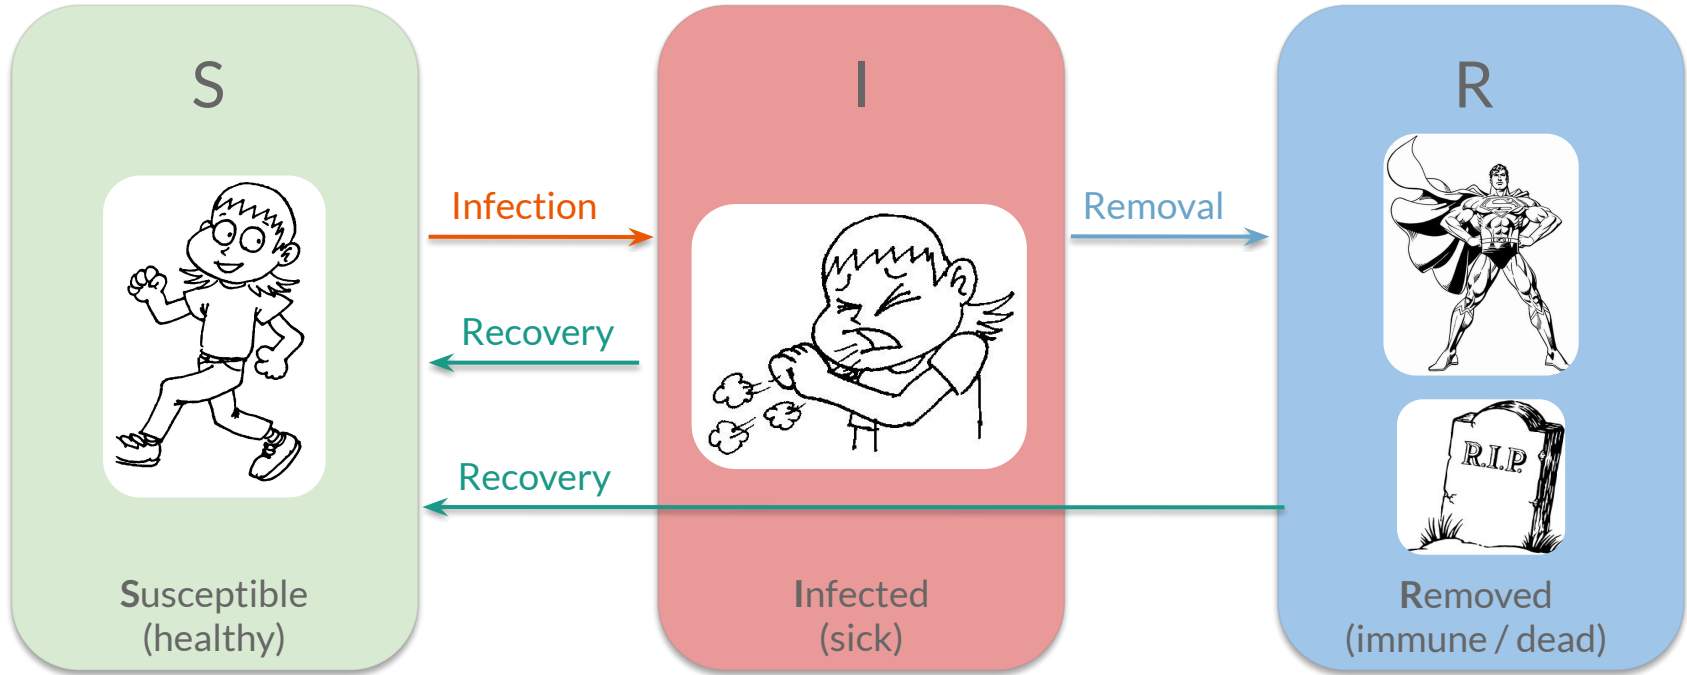 S
I
R
Infection
Removal
Recovery
Recovery
R.I.P.
Susceptible
(healthy)
Infected
(sick)
Removed
(immune / dead)